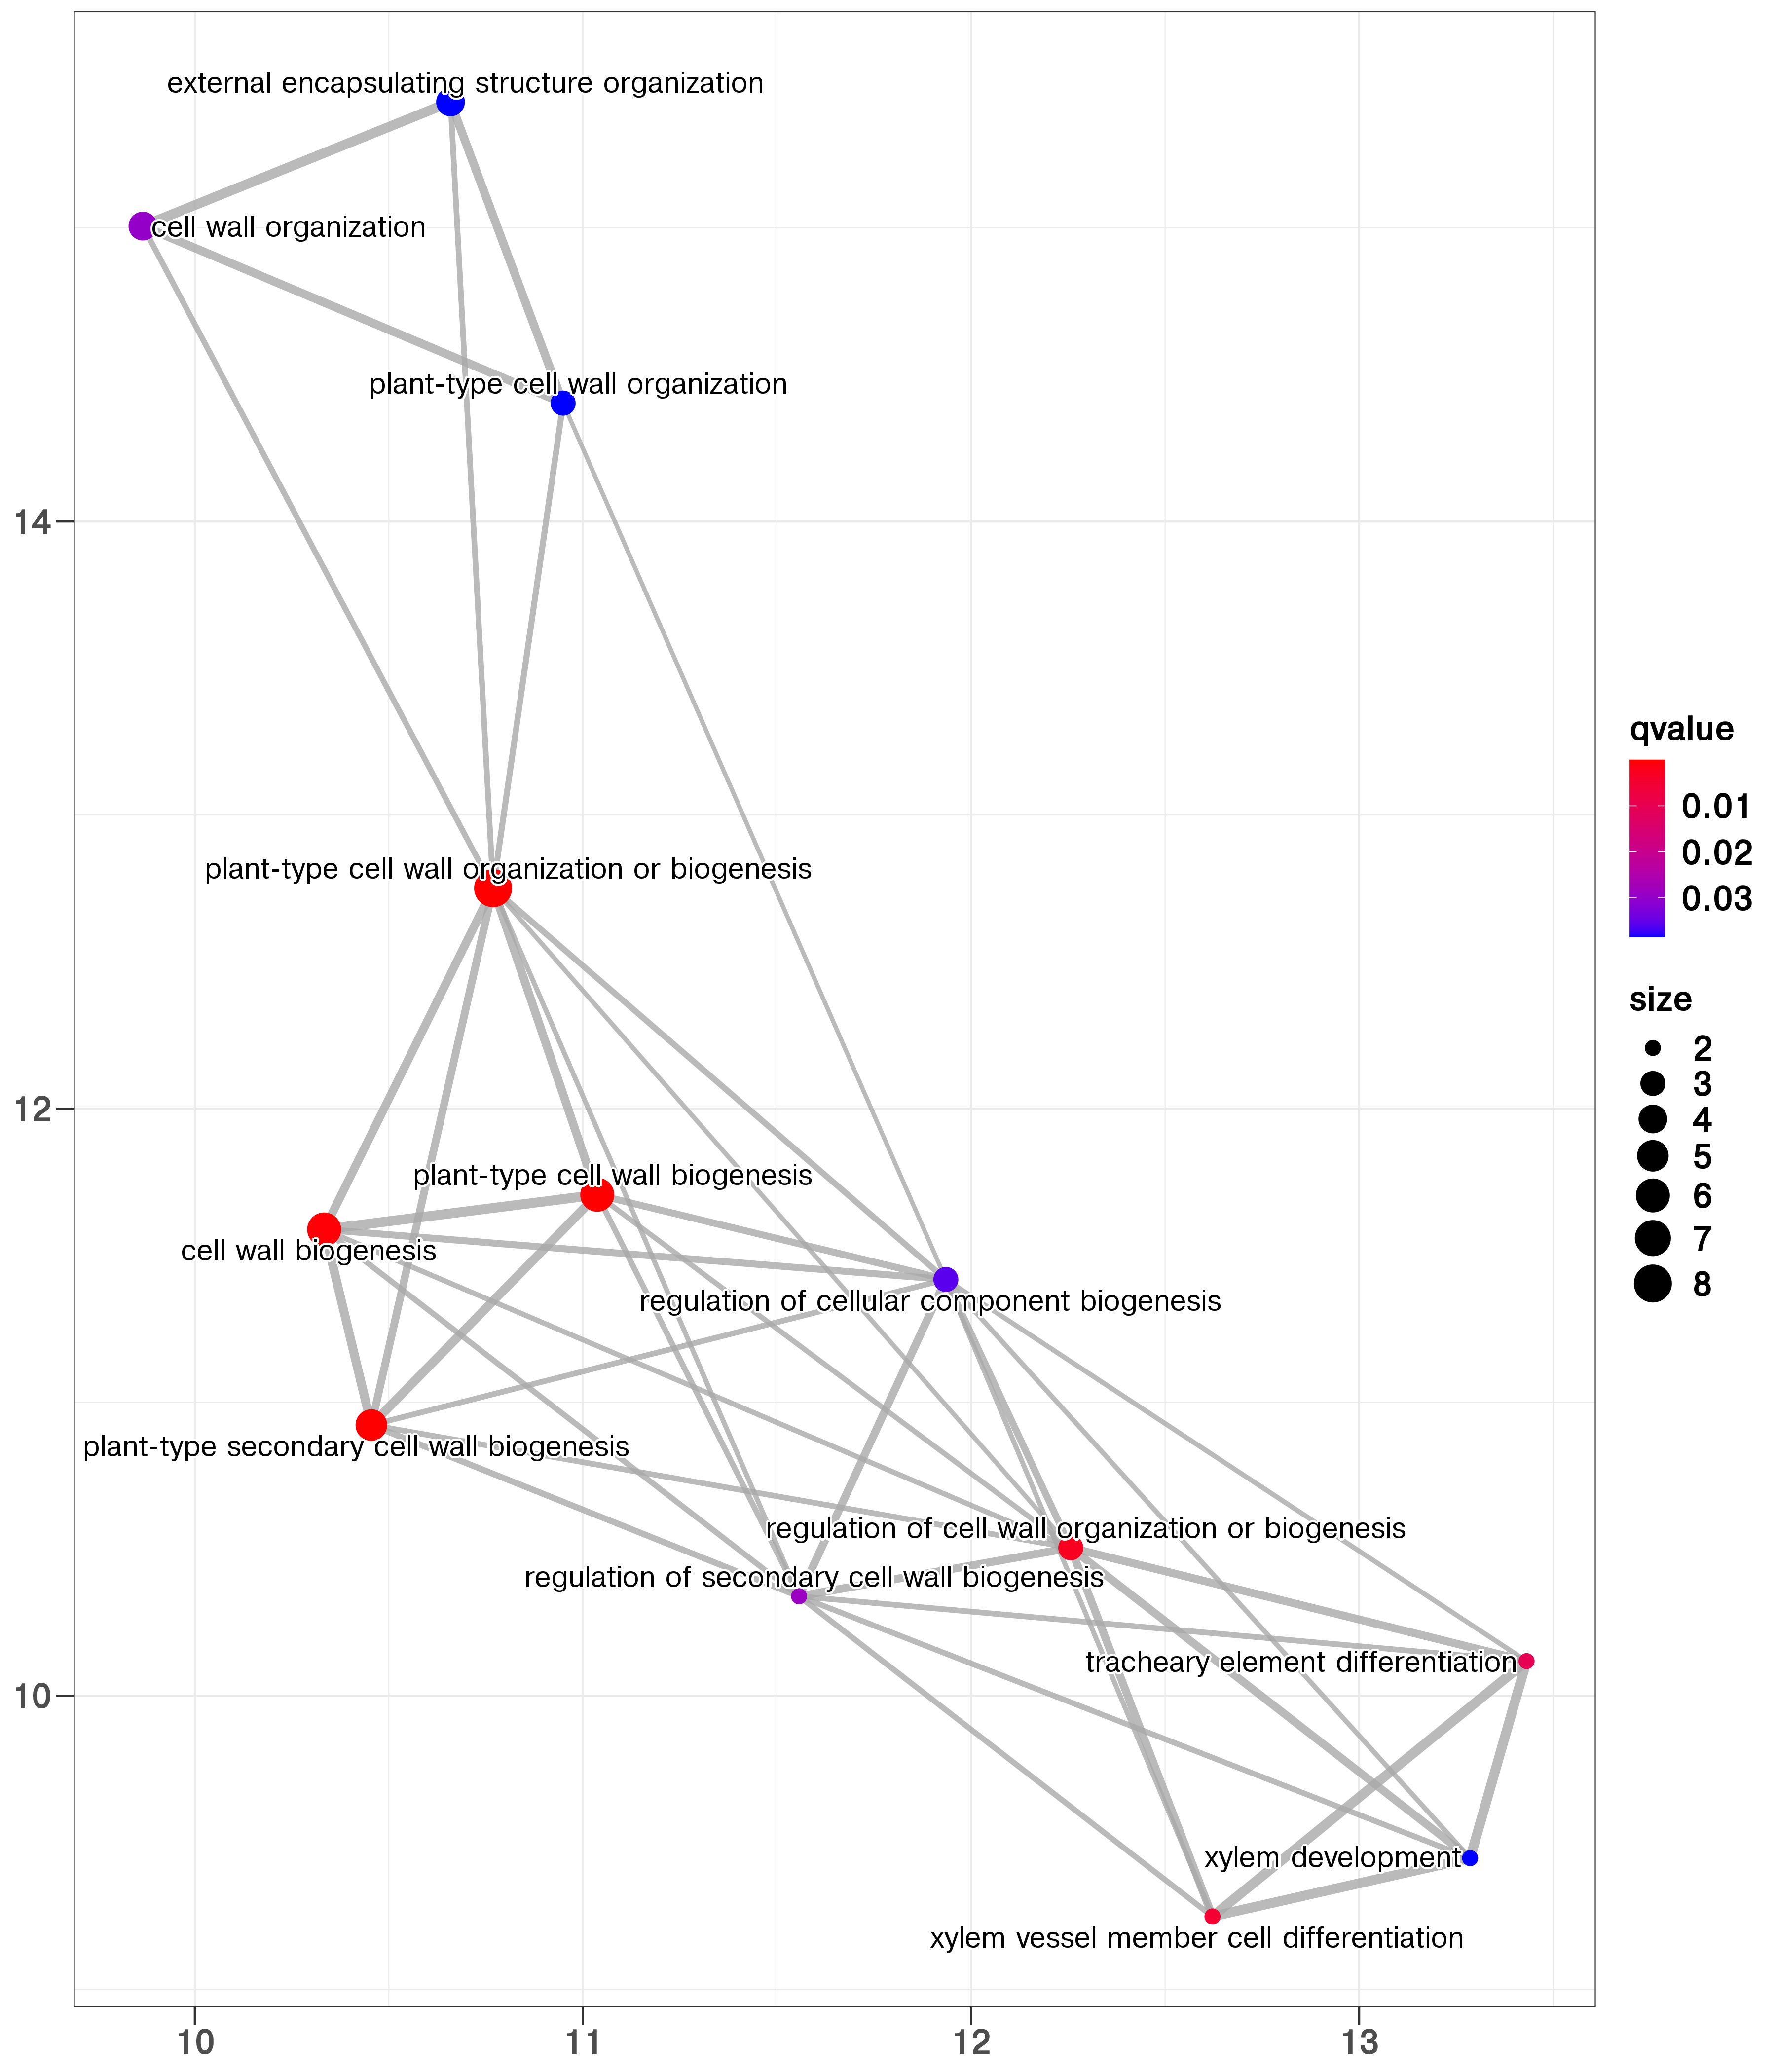 external encapsulating structure organization
cell wall organization
plant-type cell wall organization
14
plant-type cell wall organization or biogenesis
12
plant-type cell wall biogenesis
cell wall biogenesis
regulation of cellular component biogenesis
plant-type secondary cell wall biogenesis
regulation of cell wall organization or biogenesis
regulation of secondary cell wall biogenesis
tracheary element differentiation
10
xylem development
xylem vessel member cell differentiation
10 11 12 13
qvalue
0.01
0.02
0.03
size
2
3
4
5
6
7
8